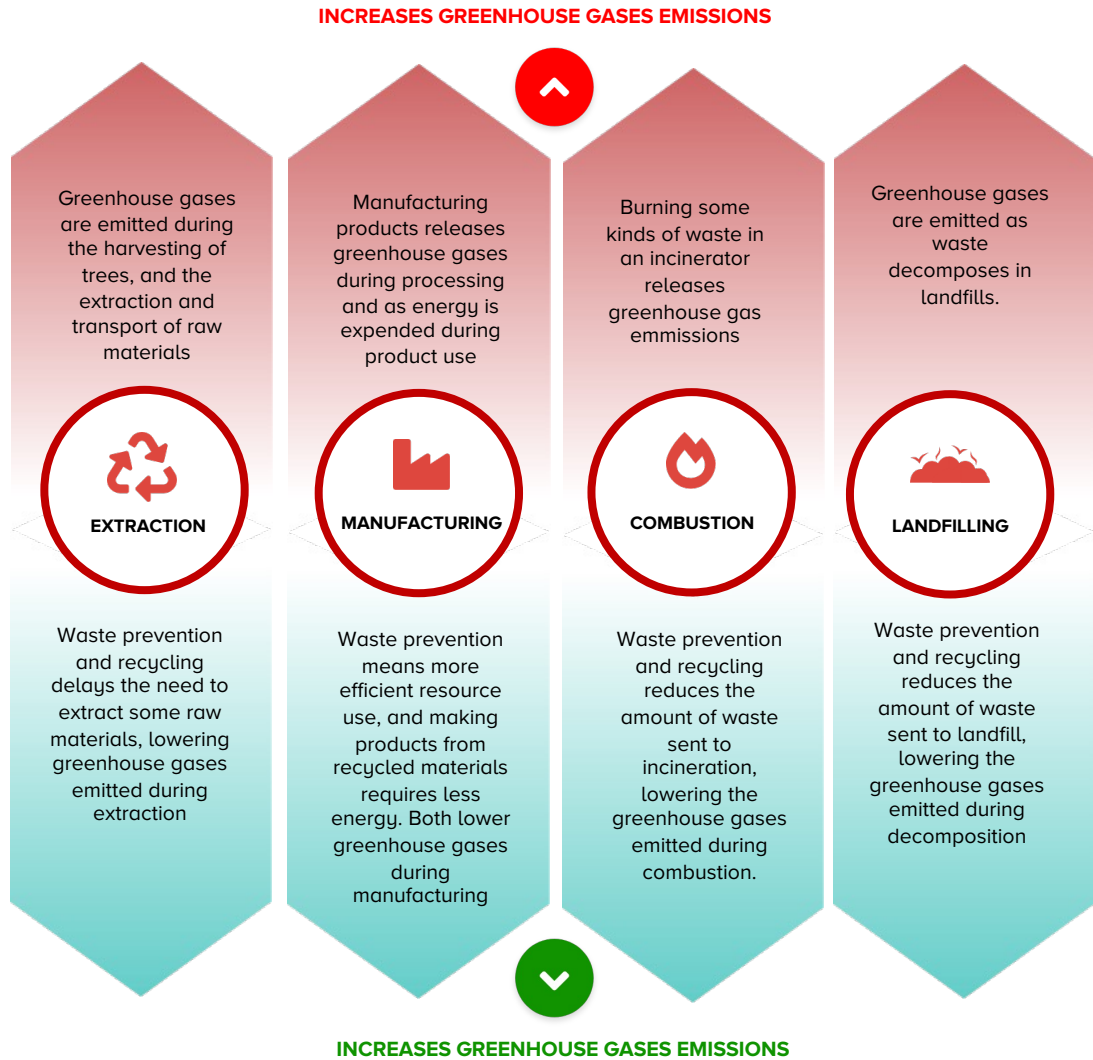 INCREASES GREENHOUSE GASES EMISSIONS
Greenhouse gases
are emitted during
the harvesting of
trees, and the
extraction and
transport of raw
materials
Manufacturing
products releases
greenhouse gases
during processing
and as energy is
expended during
product use
Burning some
kinds of waste in
an incinerator
releases
greenhouse gas
emmissions
Greenhouse gases
are emitted as
waste
decomposes in
landfills.
EXTRACTION
MANUFACTURING
COMBUSTION
LANDFILLING
Waste prevention
and recycling
delays the need to
extract some raw
materials, lowering
greenhouse gases
emitted during
extraction
Waste prevention
means more
efficient resource
use, and making
products from
recycled materials
requires less
energy. Both lower
greenhouse gases
during
manufacturing
Waste prevention
and recycling
reduces the
amount of waste
sent to
incineration,
lowering the
greenhouse gases
emitted during
combustion.
Waste prevention
and recycling
reduces the
amount of waste
sent to landfill,
lowering the
greenhouse gases
emitted during
decomposition
INCREASES GREENHOUSE GASES EMISSIONS